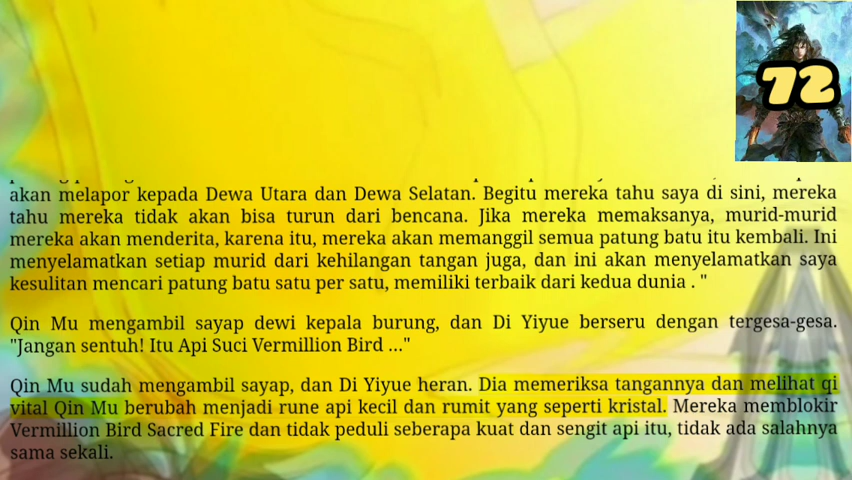 72
akan melapor kepada Dewa Utara dan Dewa Selatan. Begitu mereka tahu saya di sini, mereka
tahu mereka tidak akan bisa turun dari bencana. Jika mereka memaksanya, murid-murid
mereka akan menderita, karena itu, mereka akan memanggil semua patung batu itu kembali. Ini
menyelamatkan setiap murid dari kehilangan tangan juga, dan ini akan menyelamatkan saya
kesulitan mencari patung batu satu per satu, memiliki terbaik dari kedua dunia . "
Qin Mu mengambil sayap dewi kepala burung, dan Di Yiyue berseru dengan tergesa-gesa.
"Jangan sentuh! Itu Api Suci Vermillion Bird ..."
Qin Mu sudah mengambil sayap, dan Di Yiyue heran. Dia memeriksa tangannya dan melihat qi
vital Qin Mu berubah menjadi rune api kecil dan rumit yang seperti kristal. Mereka memblokir
Vermillion Bird Sacred Fire dan tidak peduli seberapa kuat dan sengit api itu, tidak ada salahnya
sama sekali.